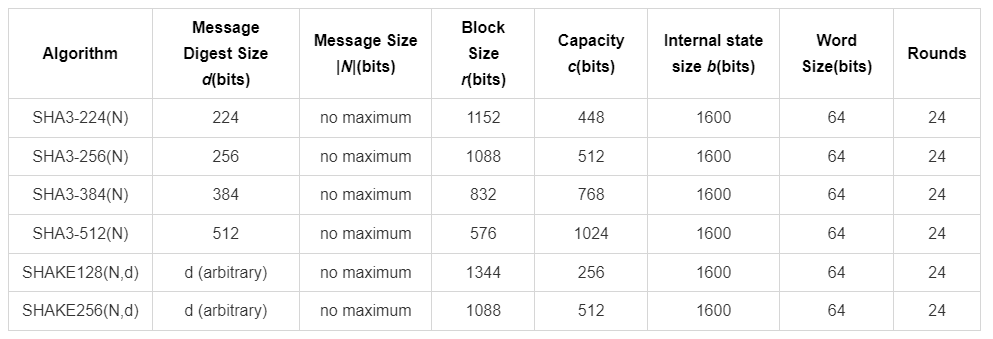 Algorithm Message Digest Size d(bits) Message Size |N|(bits) Block Size r(bits) Capacity c(bits) Internal state size b(bits) Word Size(bits) Rounds
SHA3-224(N) 224 no maximum 1152 448 1600 64 24
SHA3-256(N) 256 no maximum 1088 512 1600 64 24
SHA3-384(N) 384 no maximum 832 768 1600 64 24
SHA3-512(N) 512 no maximum 576 1024 1600 64 24
SHAKE128(N,d) d (arbitrary) no maximum 1344 256 1600 64 24
SHAKE256(N,d) d (arbitrary) no maximum 1088 512 1600 64 24